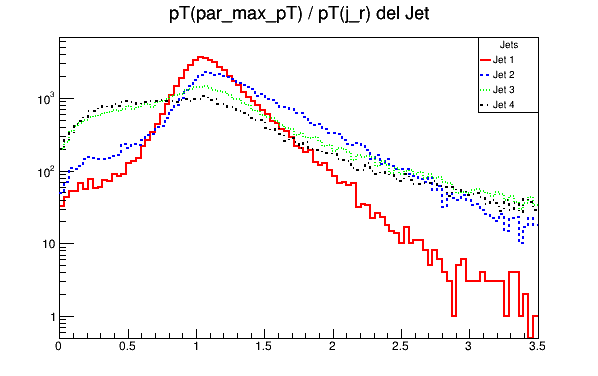 pT(par_max_pT) / pT(j_r) del Jet
Jets
Jet 1
Jet 2
Jet 3
Jet 4
10³
10²
10
1
0 0.5 1 1.5 2 2.5 3 3.5